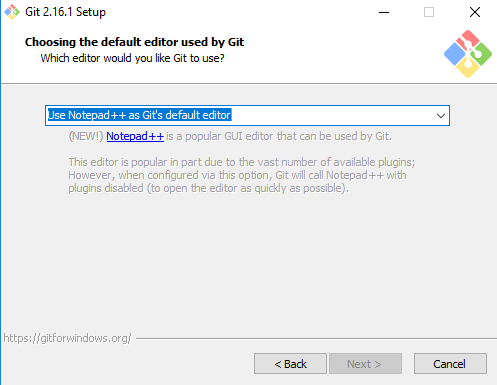 Git 2.16.1 Setup
Choosing the default editor used by Git
Which editor would you like Git to use?
Use Notepad++ as Git's default editor
(NEW!) Notepad++ is a popular GUI editor that can be used by Git.
This editor is popular in part due to the vast number of available plugins;
However, when configured via this option, Git will call Notepad++ with
plugins disabled (to open the editor as quickly as possible).
https://gitforwindows.org/
< Back
Next >
Cancel